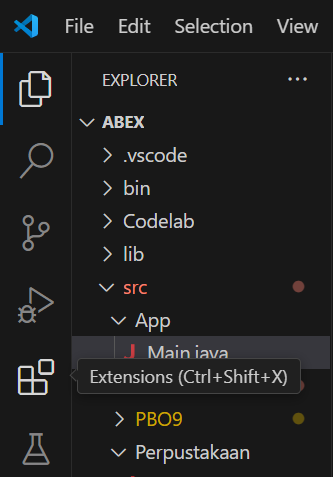 File Edit Selection View
EXPLORER
ABEX
.vscode
bin
Codelab
lib
src
App
Main.java
Extensions (Ctrl+Shift+X)
PBO9
Perpustakaan